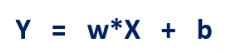 Y = w*X + b